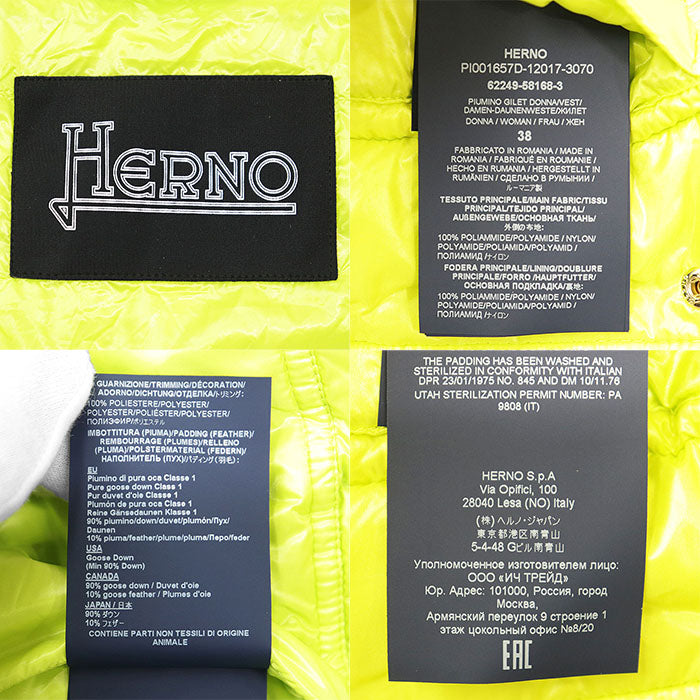 HERNO
HERNO
PI001657D-12017-3070
62249-58168-3
PIUMINO GILET DONNA/VEST/
DAMEN-DAUNENWESTE/ЖИЛЕТ
DONNA / WOMAN / FRAU / ЖЕН
38
FABBRICATO IN ROMANIA / MADE IN
ROMANIA / FABRIQUÉ EN ROUMANIE /
HECHO EN RUMANIA / HERGESTELLT IN
RUMÄNIEN / СДЕЛАНО В РУМЫНИИ /
ルーマニア製
TESSUTO PRINCIPALE/MAIN FABRIC/TISSU
PRINCIPAL/TEJIDO PRINCIPAL/
AUßENGEWEBE/ОСНОВНАЯ ТКАНЬ/
外側の布地:
100% POLIAMMIDE/POLYAMIDE / NYLON/
POLYAMIDE/POLIAMIDA/POLYAMID /
ПОЛИАМИД /ナイロン
FODERA PRINCIPALE/LINING/DOUBLURE
PRINCIPALE/FORRO /HAUPTFUTTER/
ОСНОВНАЯ ПОДКЛАДКА/裏地:
100% POLIAMMIDE/POLYAMIDE / NYLON/
POLYAMIDE/POLIAMIDA/POLYAMID /
ПОЛИАМИД /ナイロン
GUARNIZIONE/TRIMMING/DÉCORATION/
ADORNO/DICHTUNG/ОТДЕЛКА/トリミング:
100% POLIESTERE/POLYESTER/
POLYESTER/POLIÉSTER/POLYESTER/
ПОЛИЭФИР/ポリエステル
IMBOTTITURA (PIUMA)/PADDING (FEATHER)/
REMBOURRAGE (PLUMES)/RELLENO
(PLUMA)/POLSTERMATERIAL (FEDERN)/
НАПОЛНИТЕЛЬ (ПУХ)/パディング(羽毛):
EU
Piumino di pura oca Classe 1
Pure goose down Class 1
Pur duvet d'oie Classe 1
Reine Gänsedaunen Klasse 1
90% piumino/down/duvet/plumón/Пух/
Daunen
10% piuma/feather/plume/pluma/Перо/feder
USA
Goose Down
(Min 90% Down)
CANADA
90% goose down / Duvet d'oie
10% goose feather / Plumes d'oie
JAPAN / 日本
90% ダウン
10% フェザー
CONTIENE PARTI NON TESSILI DI ORIGINE
ANIMALE
THE PADDING HAS BEEN WASHED AND
STERILIZED IN CONFORMITY WITH ITALIAN
DPR 23/01/1975 NO. 845 AND DM 10/11.76
UTAH STERILIZATION PERMIT NUMBER: PA
9808 (IT)
HERNO S.p.A
Via Opifici, 100
28040 Lesa (NO) Italy
(株) ヘルノ・ジャパン
東京都港区南青山
5-4-48 Gビル南青山
Уполномоченное изготовителем лицо:
ООО «ИЧ ТРЕЙД»
Юр. Адрес: 101000, Россия, город
Москва,
Армянский переулок 9 строение 1
этаж цокольный офис №8/20
EAC